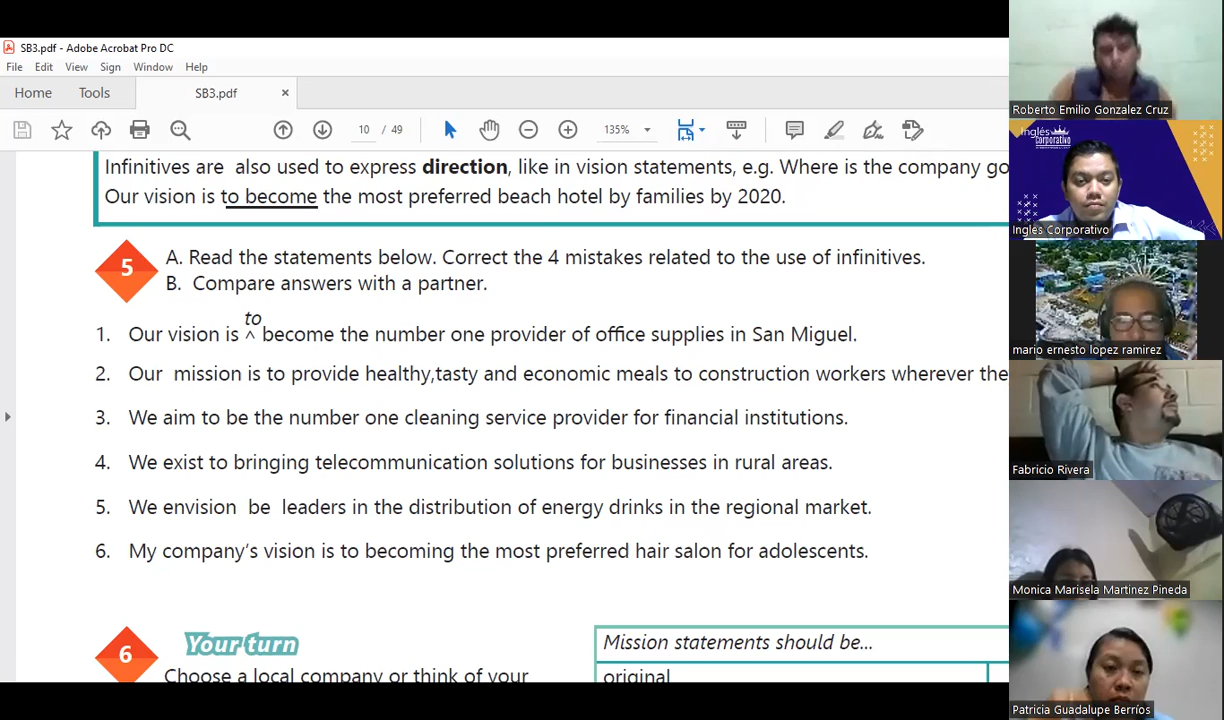 SB3.pdf - Adobe Acrobat Pro DC
File Edit View Sign Window Help
Home Tools SB3.pdf ×
10 / 49 135%
Infinitives are also used to express direction, like in vision statements, e.g. Where is the company go
Our vision is to become the most preferred beach hotel by families by 2020.
5 A. Read the statements below. Correct the 4 mistakes related to the use of infinitives.
B. Compare answers with a partner.
to
1. Our vision is ^ become the number one provider of office supplies in San Miguel.
2. Our mission is to provide healthy,tasty and economic meals to construction workers wherever the
3. We aim to be the number one cleaning service provider for financial institutions.
4. We exist to bringing telecommunication solutions for businesses in rural areas.
5. We envision be leaders in the distribution of energy drinks in the regional market.
6. My company's vision is to becoming the most preferred hair salon for adolescents.
6 Your turn
Choose a local company or think of your
Mission statements should be...
original
Roberto Emilio Gonzalez Cruz
Inglés
Corporativo
Inglés Corporativo
mario ernesto lopez ramirez
Fabricio Rivera
Monica Marisela Martinez Pineda
Patricia Guadalupe Berríos